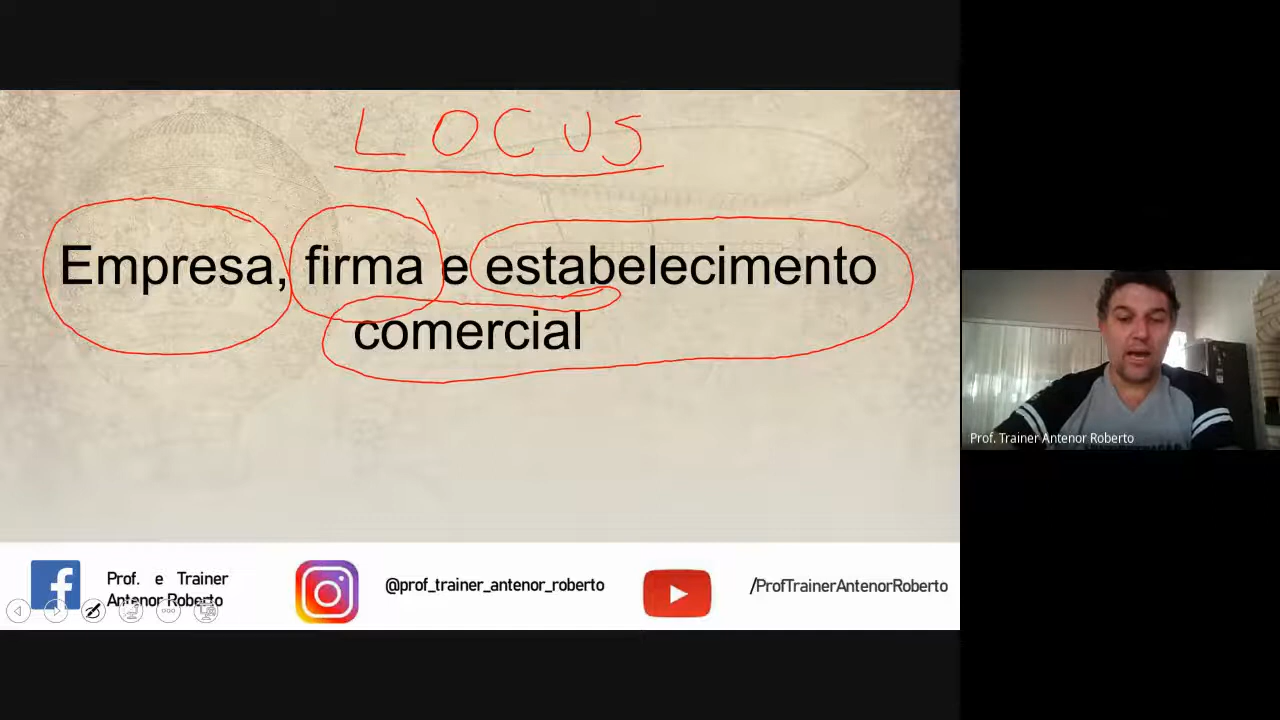 LOCUS
Empresa, firma e estabelecimento
comercial
Prof. Trainer Antenor Roberto
Prof. e Trainer
Antenor Roberto
@prof_trainer_antenor_roberto
/ProfTrainerAntenorRoberto